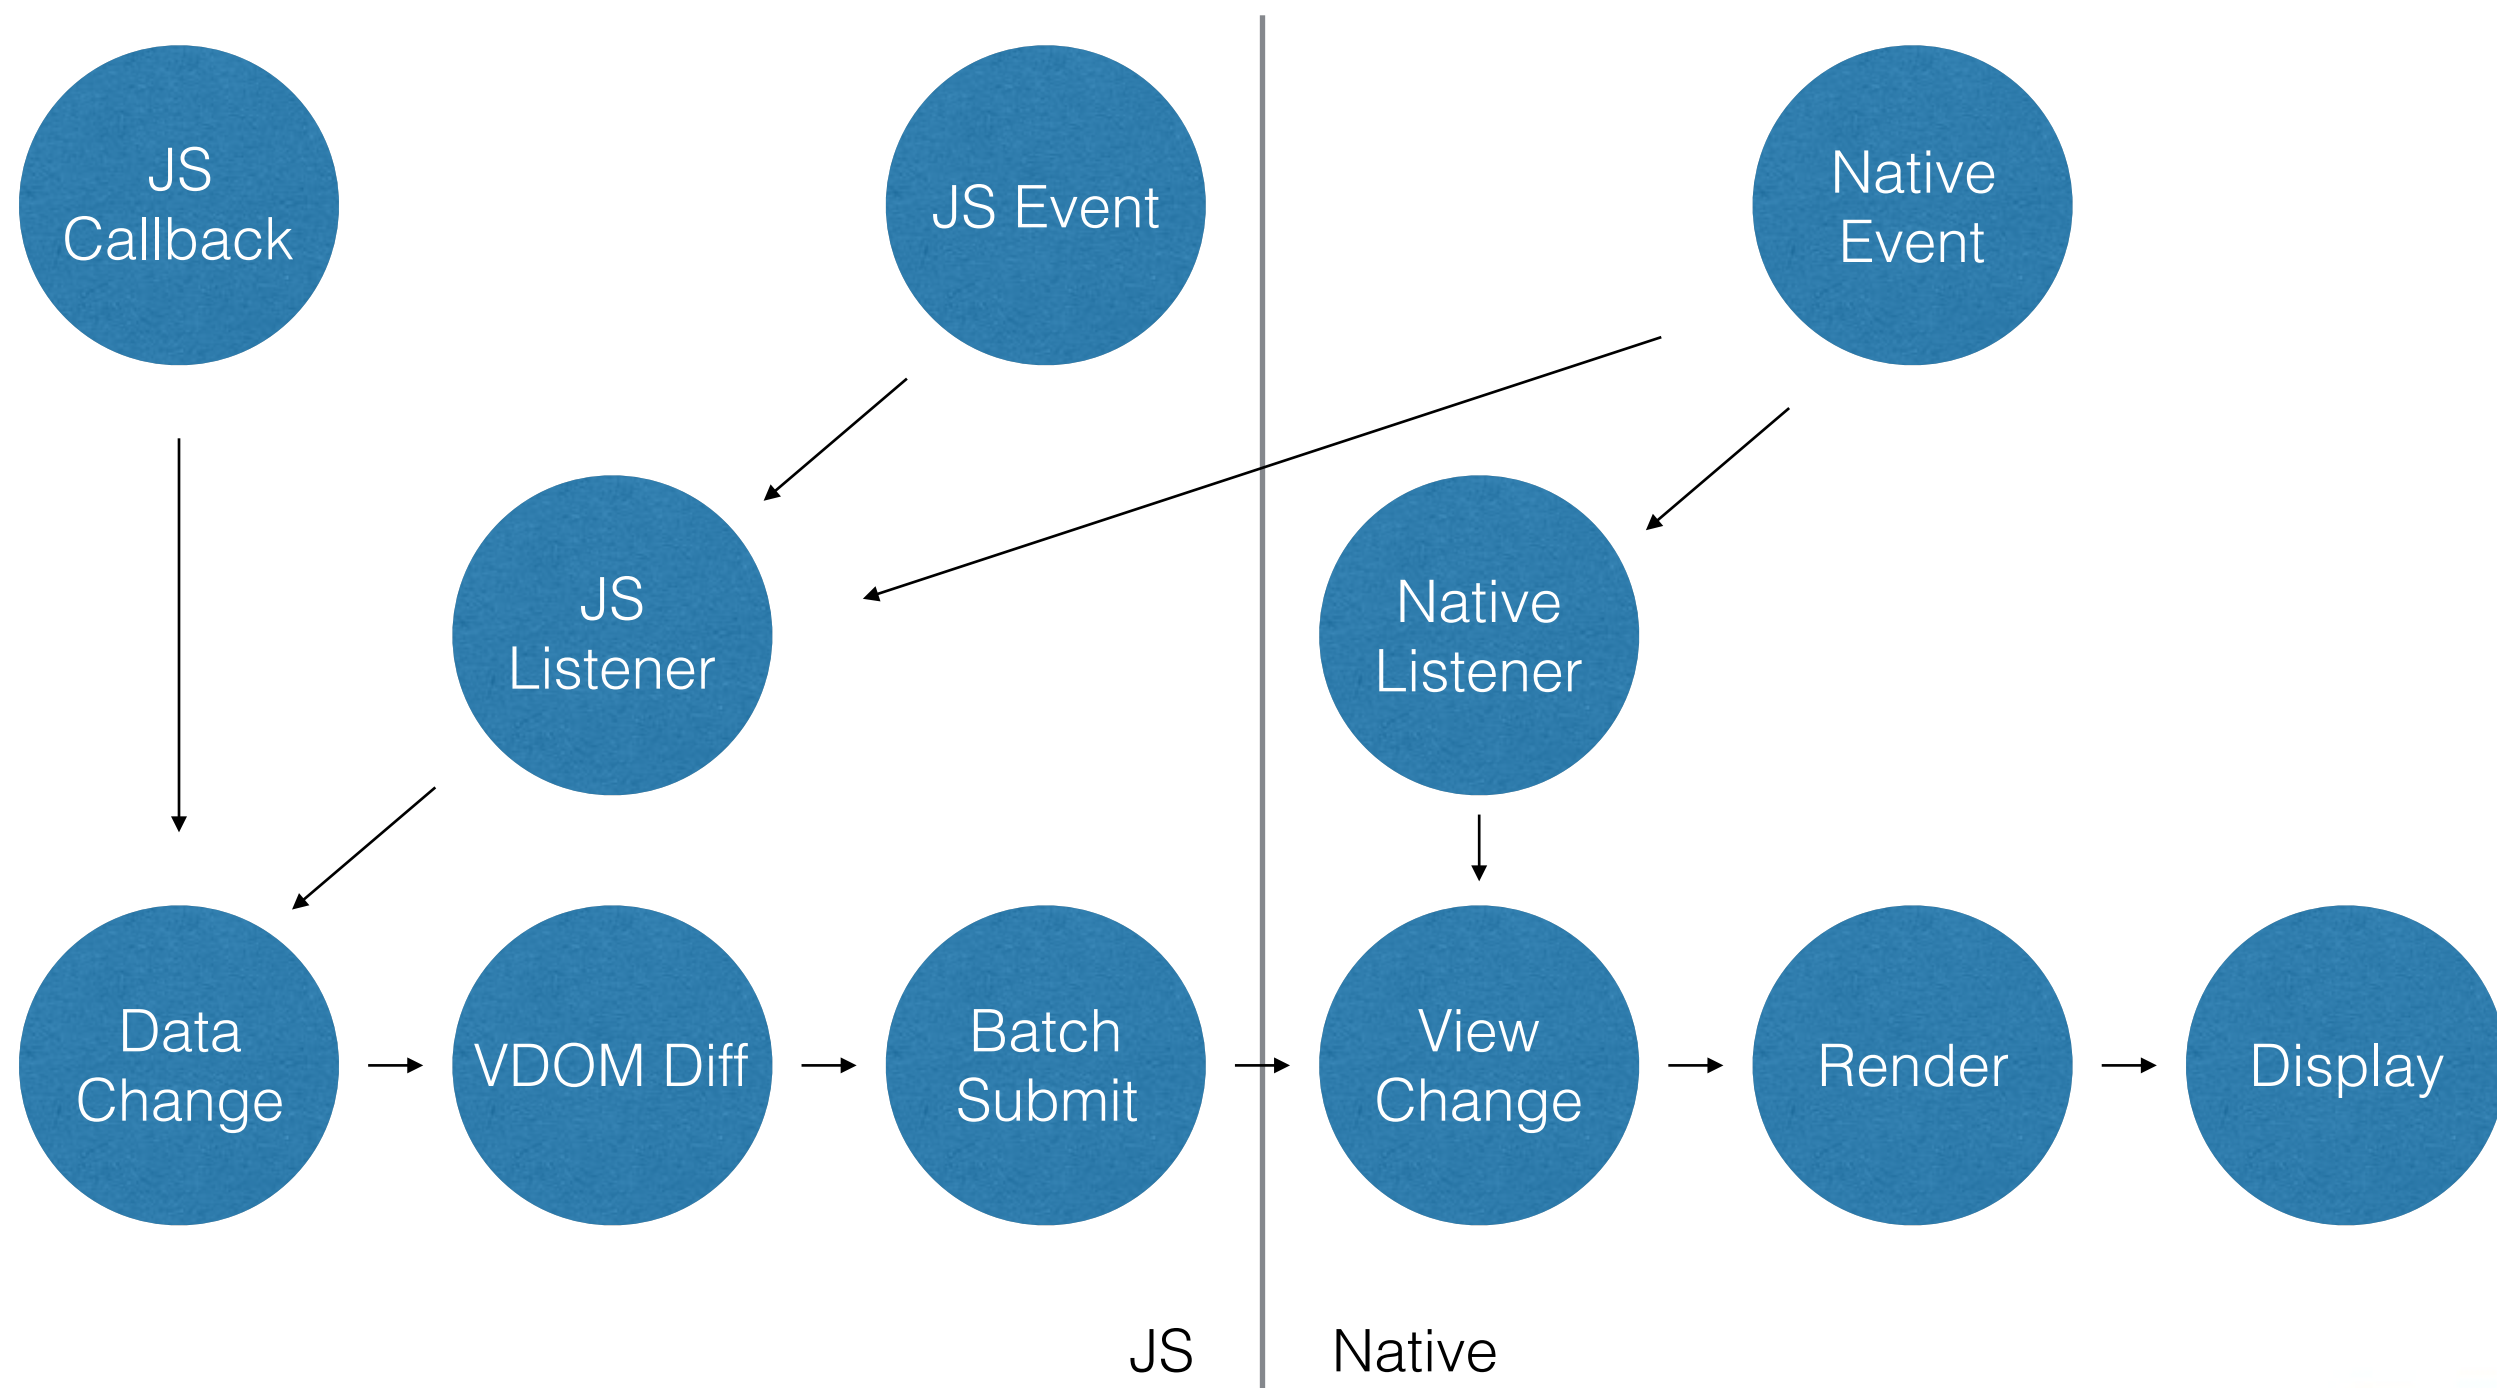 JS
Callback
JS Event
Native
Event
JS
Listener
Native
Listener
Data
Change
VDOM Diff
Batch
Submit
View
Change
Render
Display
JS
Native